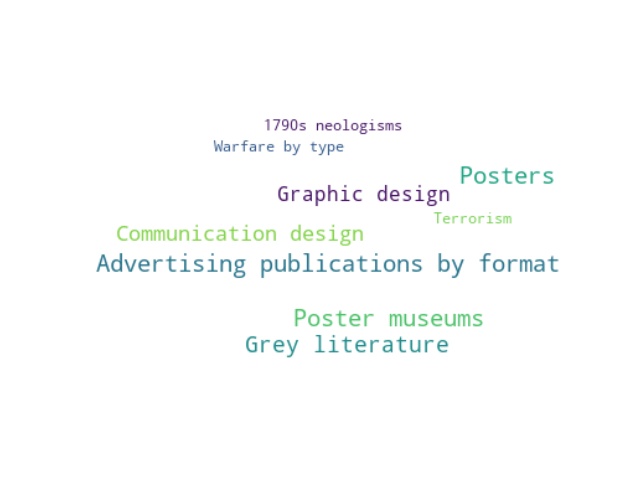 1790s neologisms
Warfare by type
Posters
Graphic design
Terrorism
Communication design
Advertising publications by format
Poster museums
Grey literature